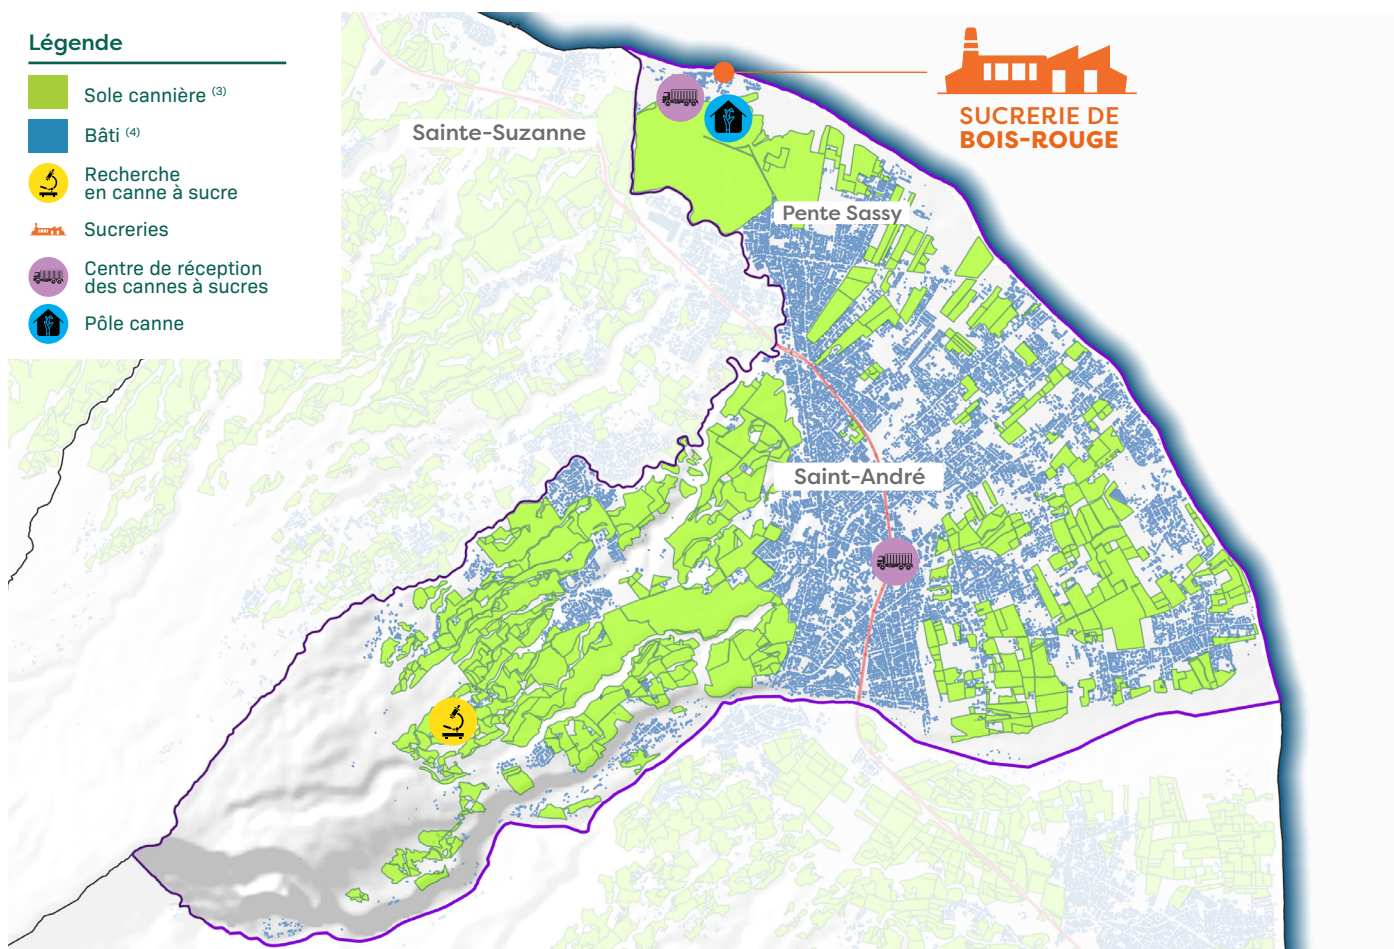 Légende
Sole cannière (3)
Bâti (4)
Recherche
en canne à sucre
Sucreries
Centre de réception
des cannes à sucres
Pôle canne
SUCRERIE DE
BOIS-ROUGE
Sainte-Suzanne
Pente Sassy
Saint-André